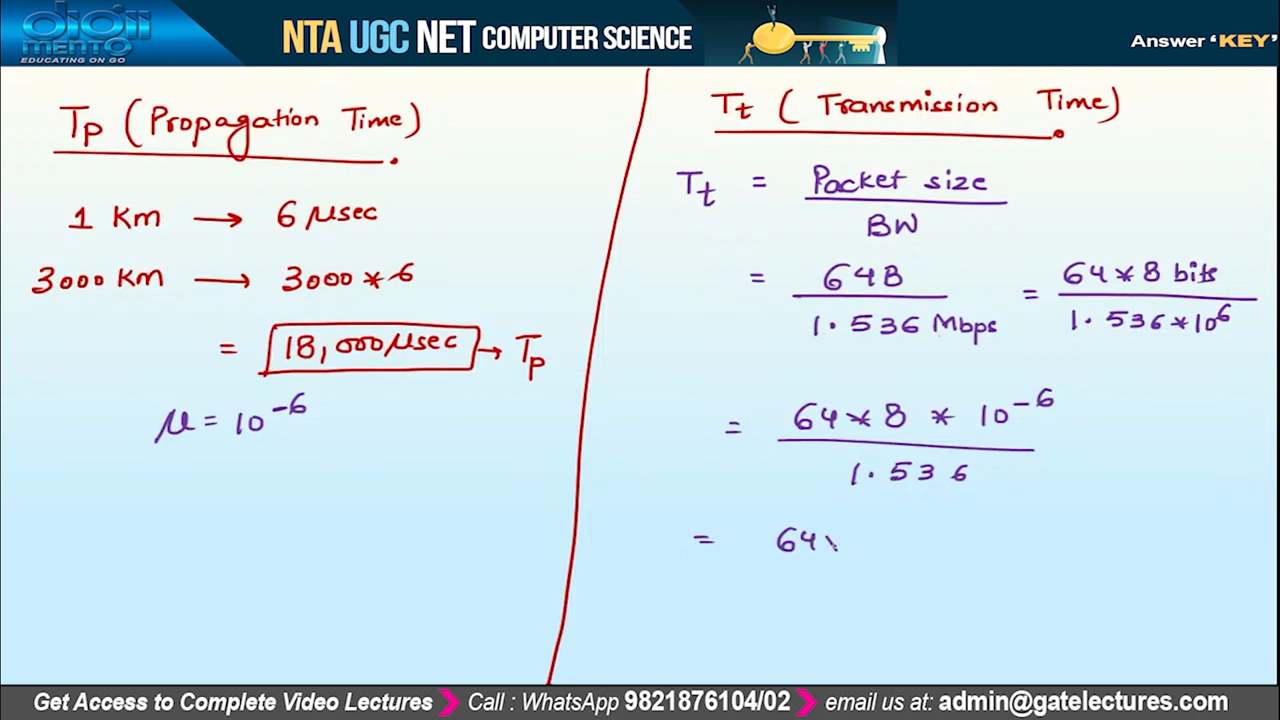 didii
MENTO
EDUCATING ON GO
NTA UGC NET COMPUTER SCIENCE
Answer ‘KEY’
Tp (Propagation Time)
1 Km → 6 μsec
3000 Km → 3000 * 6
= 18,000 μsec → Tp
μ = 10^-6
Tt ( Transmission Time)
Tt = Packet size
BW
= 64B = 64 * 8 bits
1.536 Mbps 1.536 * 10^6
= 64 * 8 * 10^-6
1.536
= 64
Get Access to Complete Video Lectures Call : WhatsApp 9821876104/02 email us at: admin@gatelectures.com